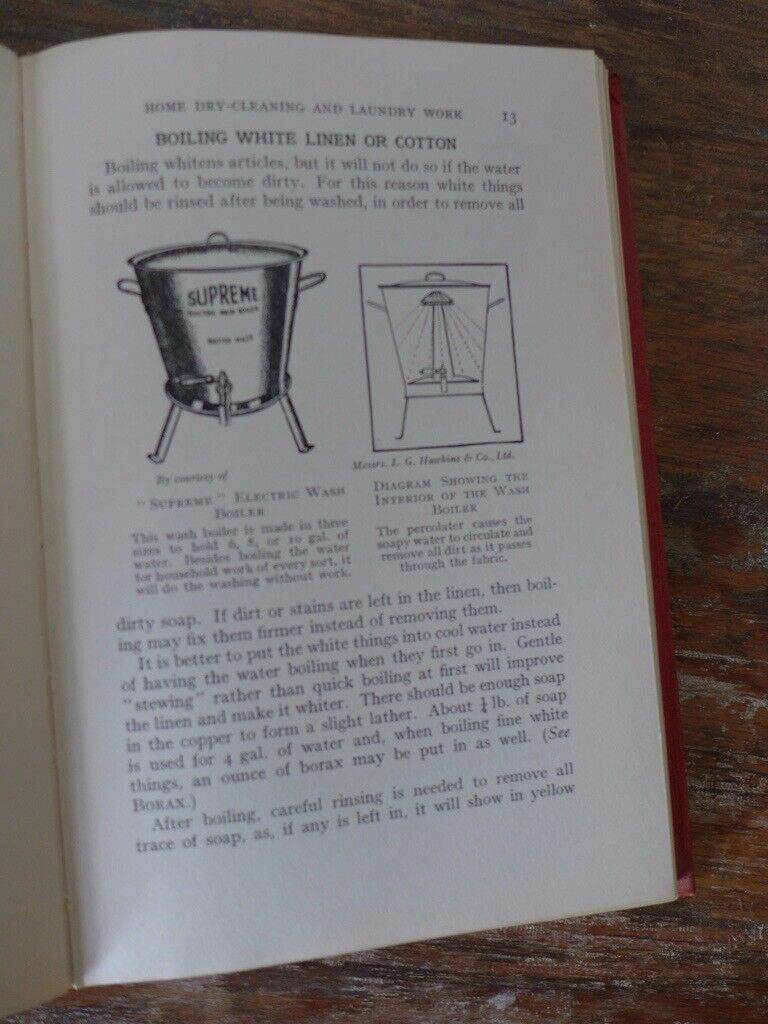 HOME DRY-CLEANING AND LAUNDRY WORK 13
BOILING WHITE LINEN OR COTTON
Boiling whitens articles, but it will not do so if the water
is allowed to become dirty. For this reason white things
should be rinsed after being washed, in order to remove all
SUPREME
By courtesy of
Messrs. L. G. Hawkins & Co., Ltd.
"SUPREME" ELECTRIC WASH
BOILER
This wash boiler is made in three
sizes to hold 6, 8, or 10 gal. of
water. Besides boiling the water
for household work of every sort, it
will do the washing without work.
DIAGRAM SHOWING THE
INTERIOR OF THE WASH
BOILER
The percolater causes the
soapy water to circulate and
remove all dirt as it passes
through the fabric.
dirty soap. If dirt or stains are left in the linen, then boil-
ing may fix them firmer instead of removing them.
It is better to put the white things into cool water instead
of having the water boiling when they first go in. Gentle
"stewing" rather than quick boiling at first will improve
the linen and make it whiter. There should be enough soap
in the copper to form a slight lather. About ¼ lb. of soap
is used for 4 gal. of water and, when boiling fine white
things, an ounce of borax may be put in as well. (See
BORAX.)
After boiling, careful rinsing is needed to remove all
trace of soap, as, if any is left in, it will show in yellow